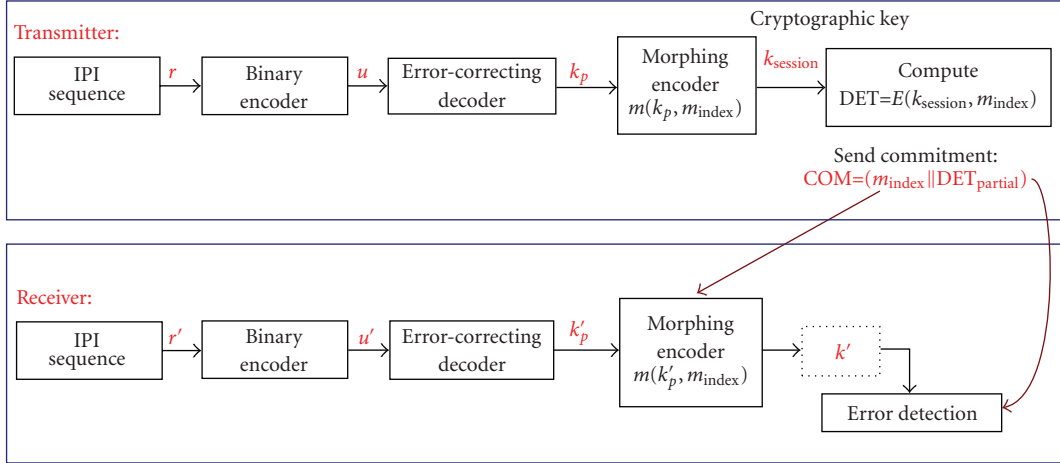 Cryptographic key
Transmitter:
IPI
sequence
r
Binary
encoder
u
Error-correcting
decoder
k_p
Morphing
encoder
m(k_p, m_index)
k_session
Compute
DET=E(k_session, m_index)
Send commitment:
COM=(m_index||DET_partial)
Receiver:
IPI
sequence
r′
Binary
encoder
u′
Error-correcting
decoder
k′_p
Morphing
encoder
m(k′_p, m_index)
k′
Error detection